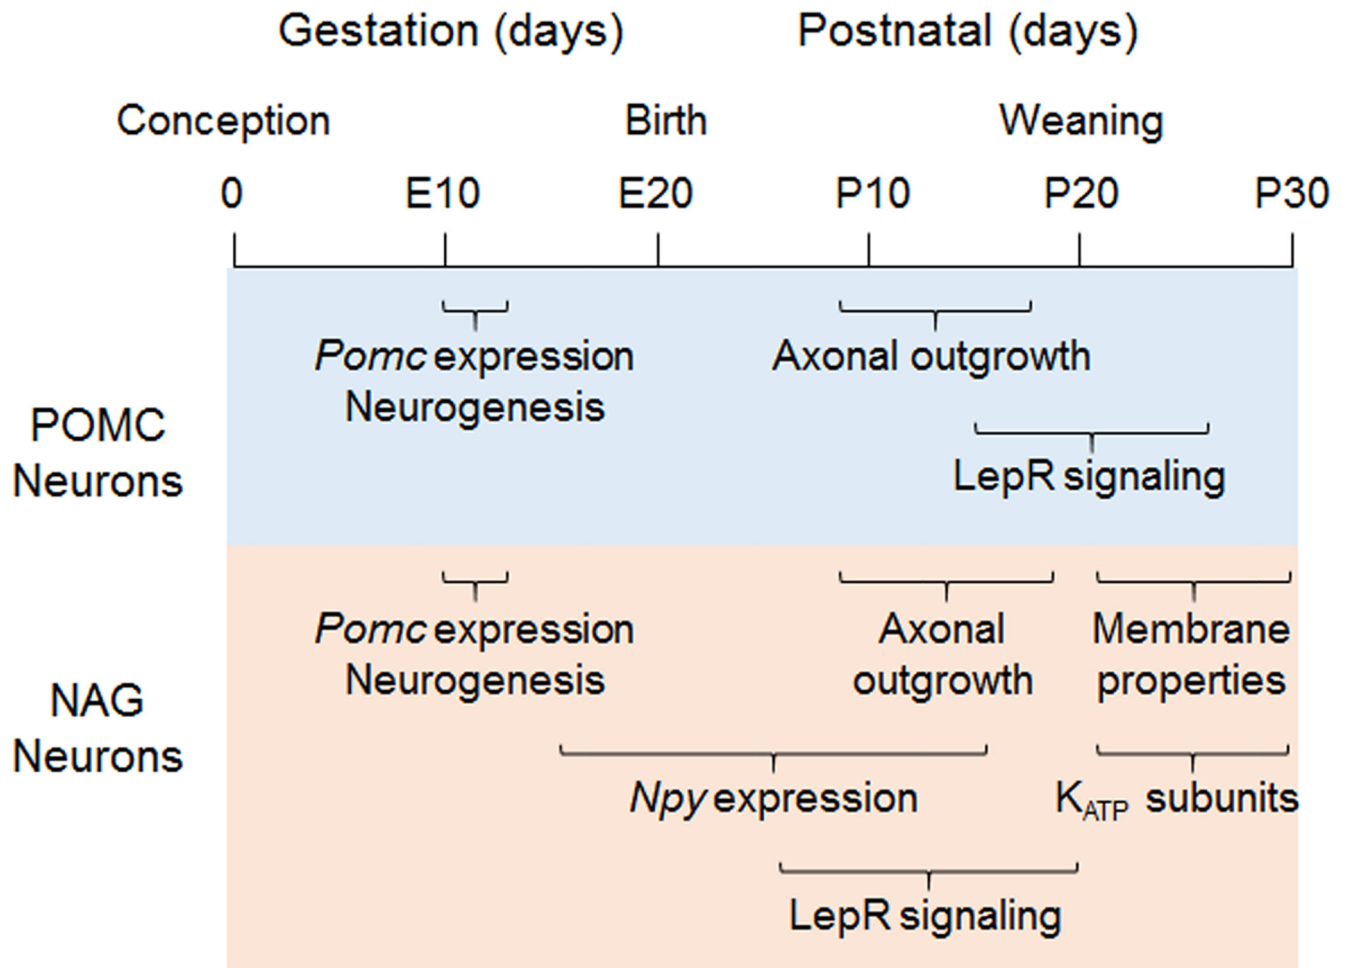 Gestation (days) Postnatal (days)
Conception Birth Weaning
0 E10 E20 P10 P20 P30
POMC
Neurons
Pomc expression
Neurogenesis
Axonal outgrowth
LepR signaling
NAG
Neurons
Pomc expression
Neurogenesis
Axonal
outgrowth
Membrane
properties
Npy expression
KATP subunits
LepR signaling